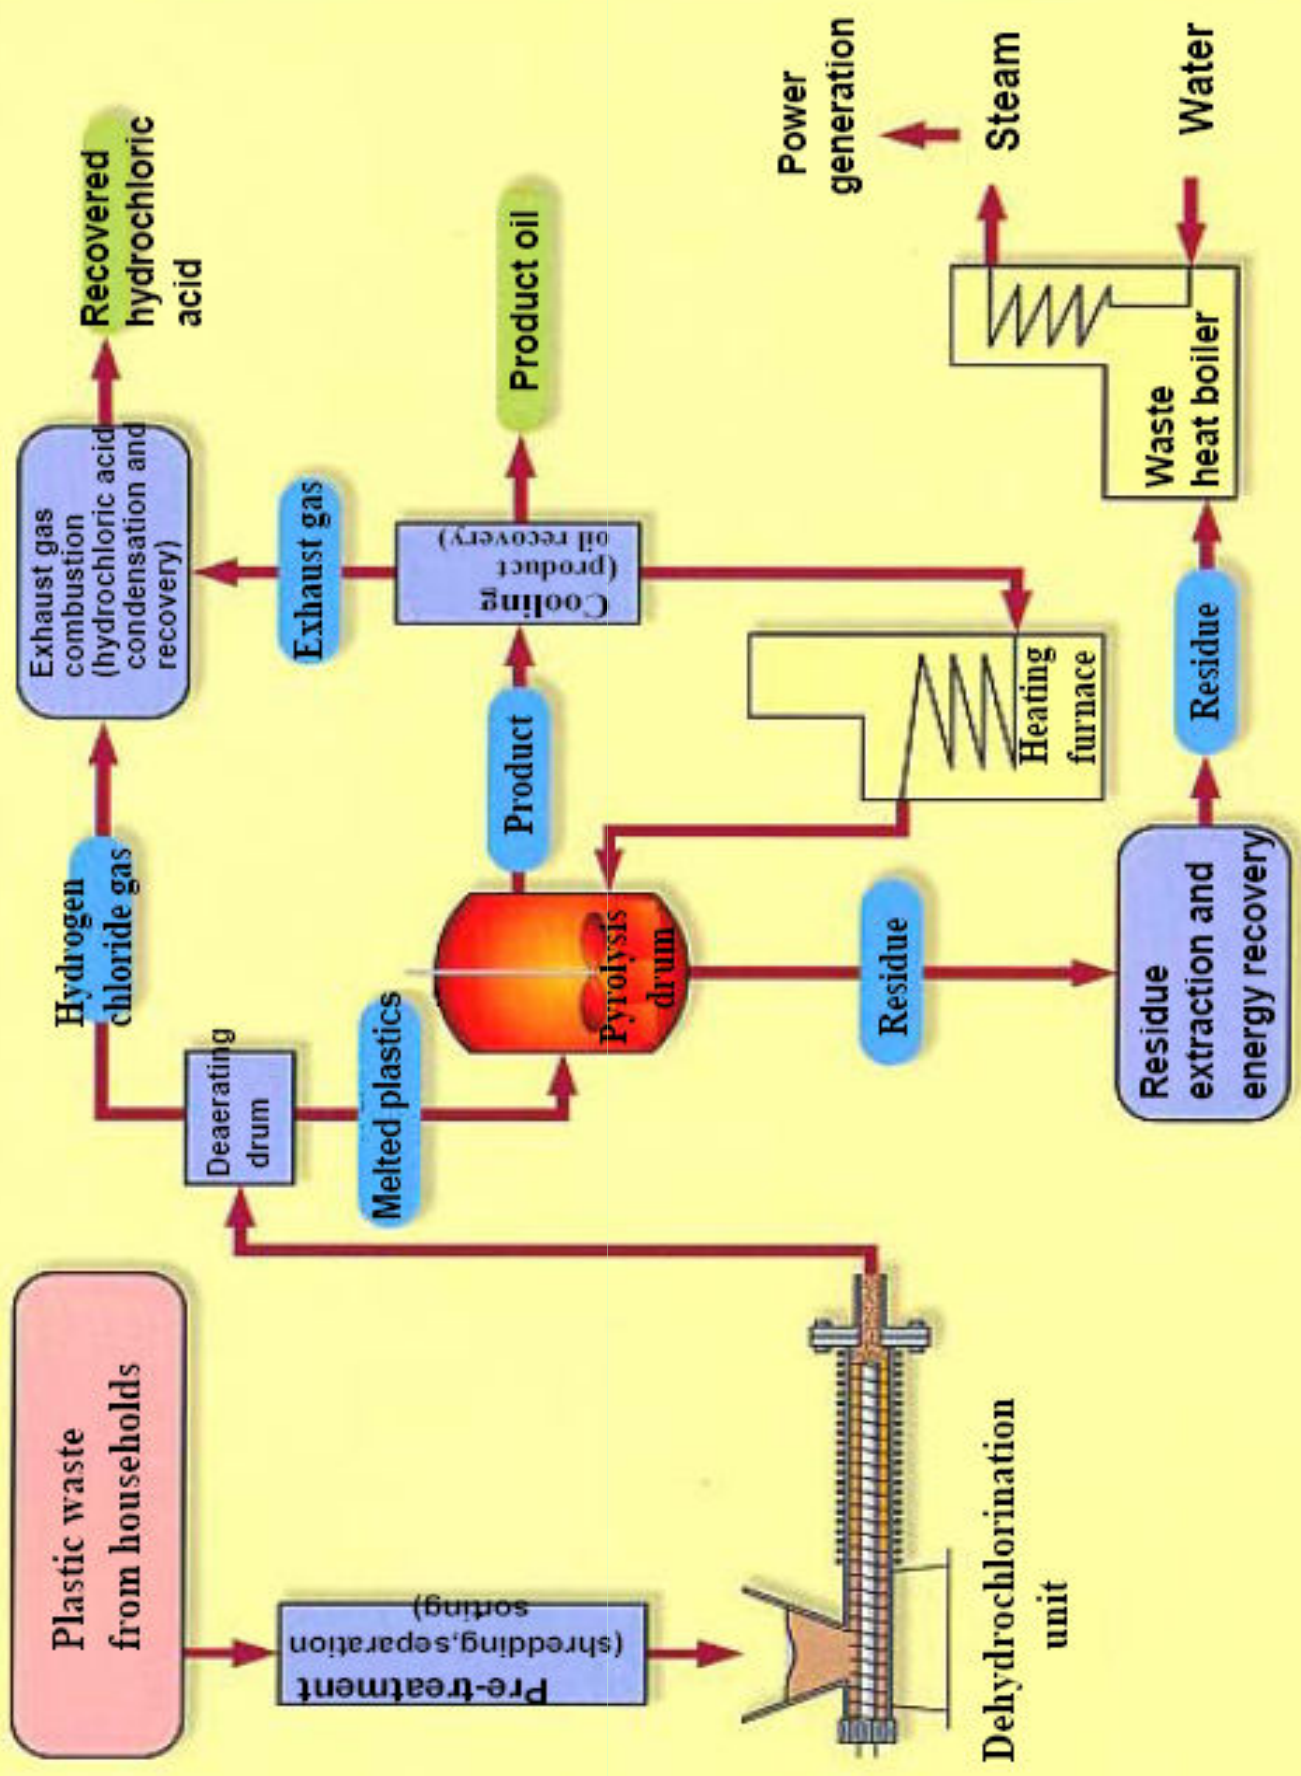 Plastic waste
from households
Pre-treatment
(shredding,separation
sorting)
Dehydrochlorination
unit
Deaerating
drum
Hydrogen
chloride gas
Melted plastics
Exhaust gas
combustion
(hydrochloric acid
condensation and
recovery)
Recovered
hydrochloric
acid
Exhaust gas
Pyrolysis
drum
Product
Cooling
(product
oil recovery)
Product oil
Heating
furnace
Residue
Residue
extraction and
energy recovery
Residue
Waste
heat boiler
Power
generation
Steam
Water